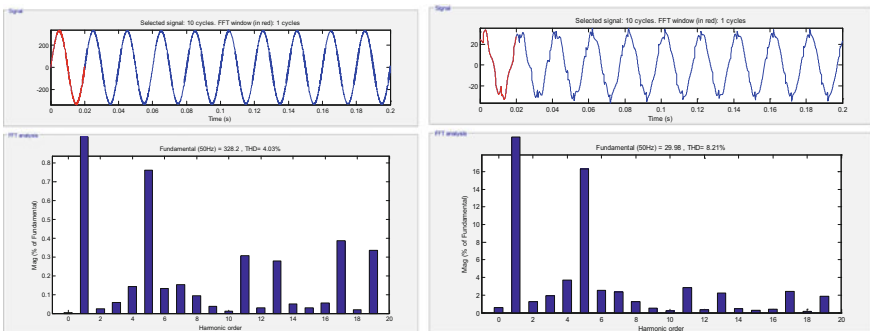 Signal
Selected signal: 10 cycles. FFT window (in red): 1 cycles
200
0
-200
0 0.02 0.04 0.06 0.08 0.1 0.12 0.14 0.16 0.18 0.2
Time (s)
FFT analysis
Fundamental (50Hz) = 328.2 , THD= 4.03%
Mag (% of Fundamental)
0.8
0.7
0.6
0.5
0.4
0.3
0.2
0.1
0
0 2 4 6 8 10 12 14 16 18 20
Harmonic order
Signal
Selected signal: 10 cycles. FFT window (in red): 1 cycles
20
0
-20
0 0.02 0.04 0.06 0.08 0.1 0.12 0.14 0.16 0.18 0.2
Time (s)
FFT analysis
Fundamental (50Hz) = 29.98 , THD= 8.21%
Mag (% of Fundamental)
16
14
12
10
8
6
4
2
0
0 2 4 6 8 10 12 14 16 18 20
Harmonic order